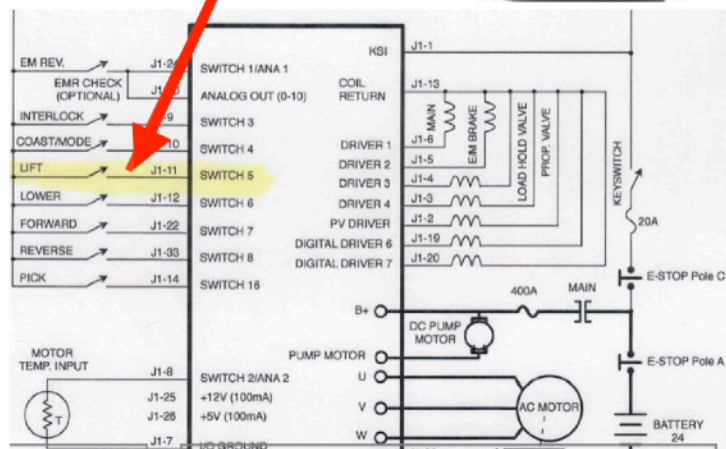 EM REV.
J1-24
SWITCH 1/ANA 1
EMR CHECK
(OPTIONAL)
ANALOG OUT (0-10)
INTERLOCK
SWITCH 3
COAST/MODE
SWITCH 4
LIFT
J1-11
SWITCH 5
LOWER
J1-12
SWITCH 6
FORWARD
J1-22
SWITCH 7
REVERSE
J1-33
SWITCH 8
PICK
J1-14
SWITCH 16
MOTOR
TEMP. INPUT
T
J1-8
SWITCH 2/ANA 2
J1-25
+12V (100mA)
J1-26
+5V (100mA)
J1-7
I/O GROUND
KSI
J1-1
COIL
RETURN
J1-13
DRIVER 1
J1-6
MAIN
DRIVER 2
J1-5
E/M BRAKE
DRIVER 3
J1-4
LOAD HOLD VALVE
DRIVER 4
J1-3
PROP. VALVE
PV DRIVER
J1-2
DIGITAL DRIVER 6
J1-19
DIGITAL DRIVER 7
J1-20
KEYSWITCH
20A
E-STOP Pole C
400A
MAIN
B+
DC PUMP
MOTOR
PUMP MOTOR
E-STOP Pole A
U
V
W
AC MOTOR
BATTERY
24